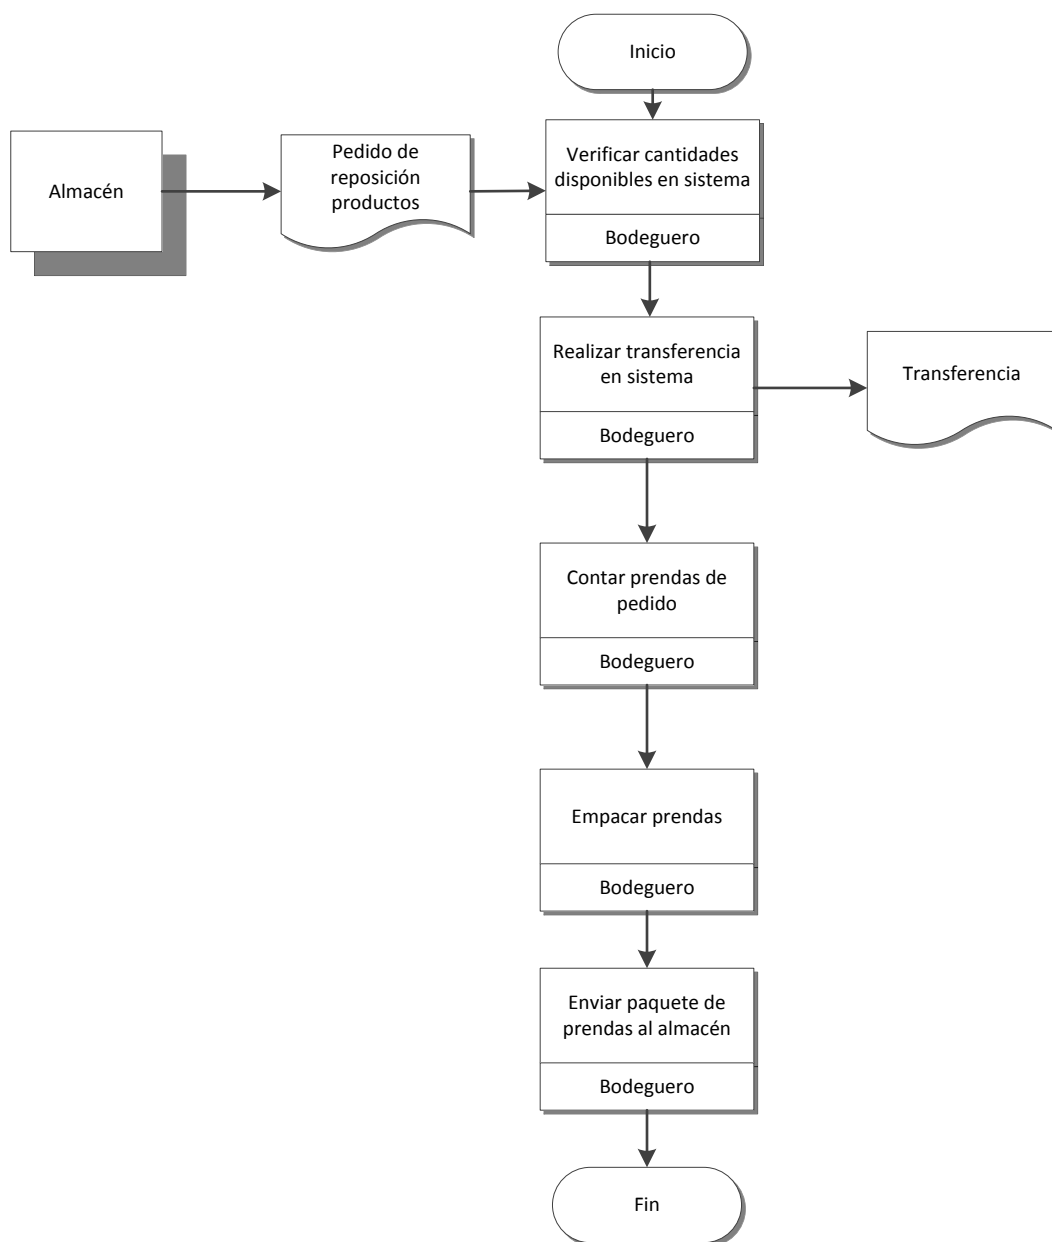 Inicio
Almacén
Pedido de
reposición
productos
Verificar cantidades
disponibles en sistema
Bodeguero
Realizar transferencia
en sistema
Bodeguero
Transferencia
Contar prendas de
pedido
Bodeguero
Empacar prendas
Bodeguero
Enviar paquete de
prendas al almacén
Bodeguero
Fin